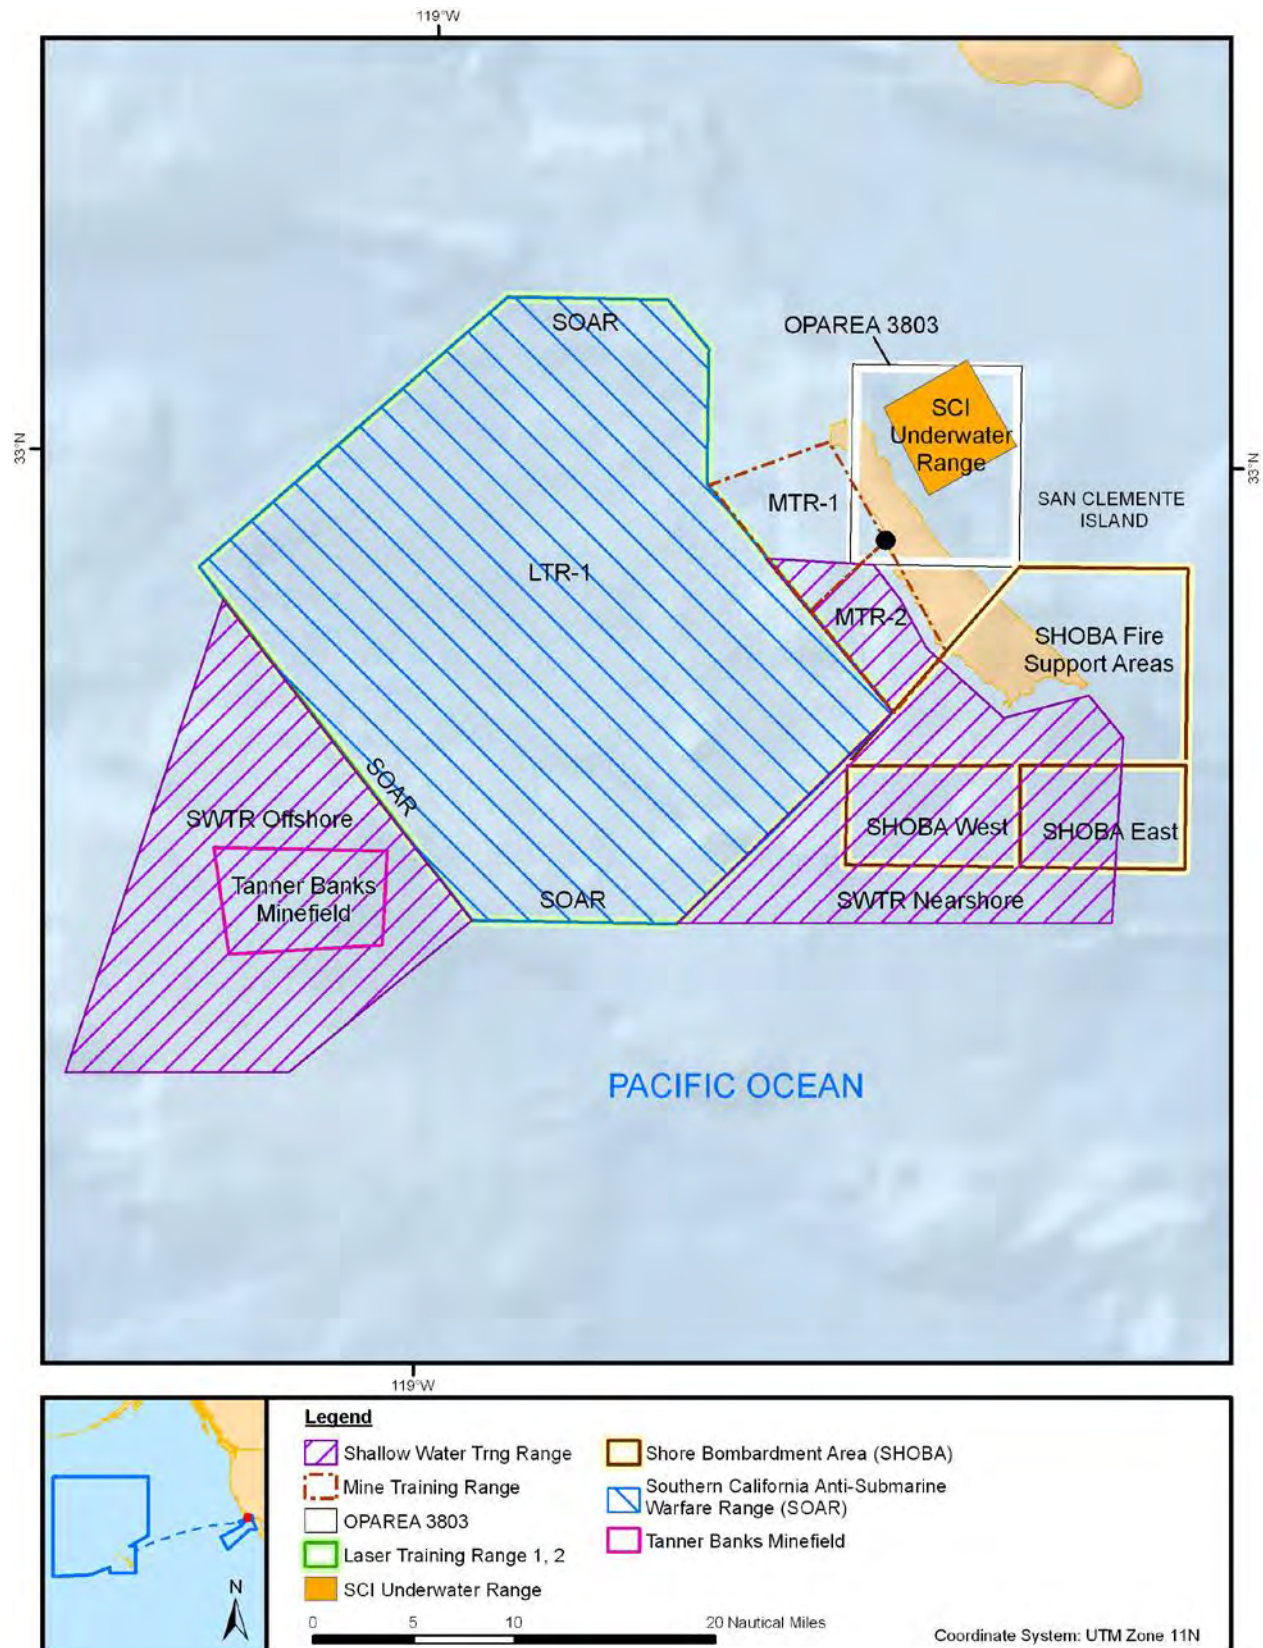 119°W
SOAR
OPAREA 3803
SCI
Underwater
Range
33°N
33°N
MTR-1
SAN CLEMENTE
ISLAND
LTR-1
MTR-2
SHOBA Fire
Support Areas
SOAR
SWTR Offshore
SHOBA West
SHOBA East
Tanner Banks
Minefield
SOAR
SWTR Nearshore
PACIFIC OCEAN
119°W
Legend
Shallow Water Trng Range
Mine Training Range
OPAREA 3803
Laser Training Range 1, 2
SCI Underwater Range
Shore Bombardment Area (SHOBA)
Southern California Anti-Submarine
Warfare Range (SOAR)
Tanner Banks Minefield
N
0 5 10 20 Nautical Miles
Coordinate System: UTM Zone 11N